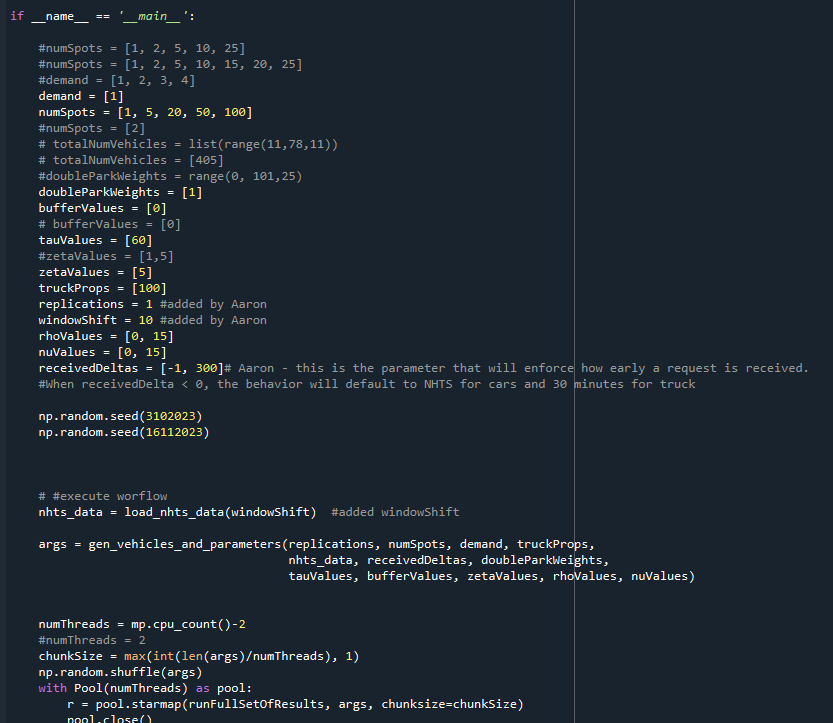 if __name__ == '__main__':
#numSpots = [1, 2, 5, 10, 25]
#numSpots = [1, 2, 5, 10, 15, 20, 25]
#demand = [1, 2, 3, 4]
demand = [1]
numSpots = [1, 5, 20, 50, 100]
#numSpots = [2]
# totalNumVehicles = list(range(11,78,11))
# totalNumVehicles = [405]
#doubleParkWeights = range(0, 101,25)
doubleParkWeights = [1]
bufferValues = [0]
# bufferValues = [0]
tauValues = [60]
#zetaValues = [1,5]
zetaValues = [5]
truckProps = [100]
replications = 1 #added by Aaron
windowShift = 10 #added by Aaron
rhoValues = [0, 15]
nuValues = [0, 15]
receivedDeltas = [-1, 300]# Aaron - this is the parameter that will enforce how early a request is received.
#When receivedDelta < 0, the behavior will default to NHTS for cars and 30 minutes for truck
np.random.seed(3102023)
np.random.seed(16112023)
# #execute worflow
nhts_data = load_nhts_data(windowShift)  #added windowShift
args = gen_vehicles_and_parameters(replications, numSpots, demand, truckProps,
nhts_data, receivedDeltas, doubleParkWeights,
tauValues, bufferValues, zetaValues, rhoValues, nuValues)
numThreads = mp.cpu_count()-2
#numThreads = 2
chunkSize = max(int(len(args)/numThreads), 1)
np.random.shuffle(args)
with Pool(numThreads) as pool:
r = pool.starmap(runFullSetOfResults, args, chunksize=chunkSize)
pool.close()